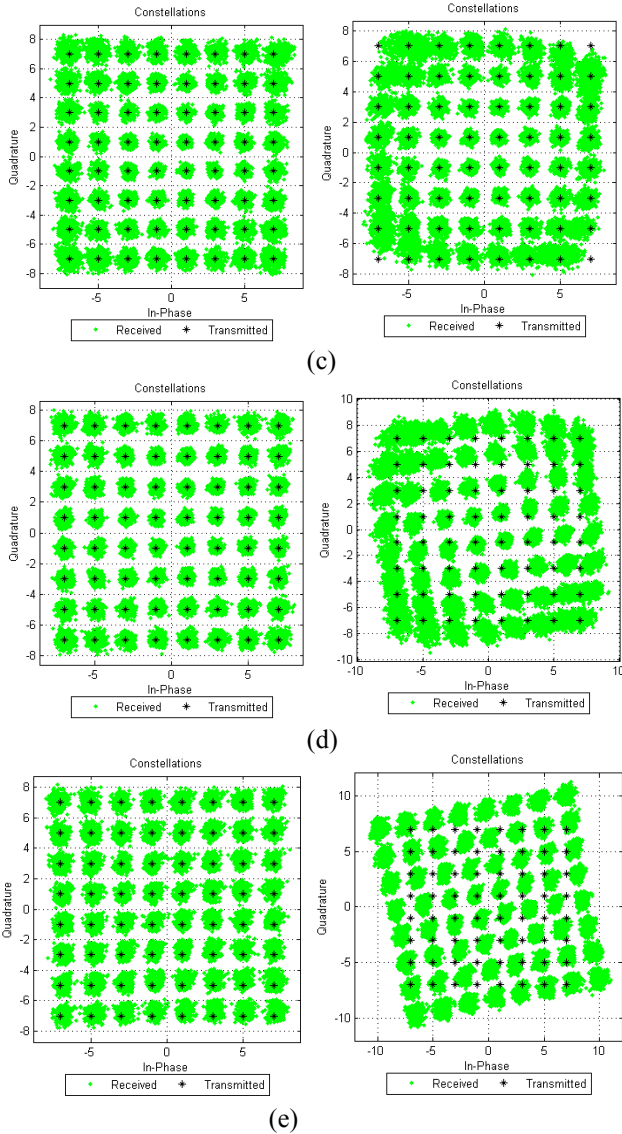 Constellations
8
6
4
2
0
-2
-4
-6
-8
Quadrature
-5 0 5
In-Phase
Received Transmitted
Constellations
8
6
4
2
0
-2
-4
-6
-8
Quadrature
-5 0 5
In-Phase
Received Transmitted
(c)
Constellations
8
6
4
2
0
-2
-4
-6
-8
Quadrature
-5 0 5
In-Phase
Received Transmitted
Constellations
10
8
6
4
2
0
-2
-4
-6
-8
-10
Quadrature
-10 -5 0 5 10
In-Phase
Received Transmitted
(d)
Constellations
8
6
4
2
0
-2
-4
-6
-8
Quadrature
-5 0 5
In-Phase
Received Transmitted
Constellations
10
5
0
-5
-10
Quadrature
-10 -5 0 5 10
In-Phase
Received Transmitted
(e)